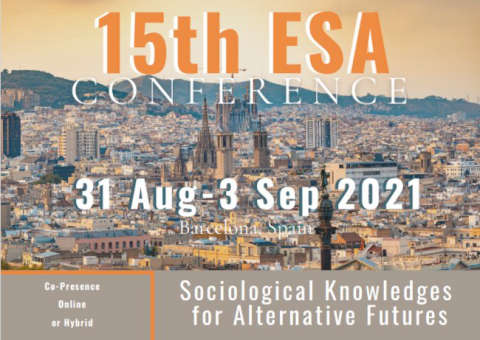 15th ESA
CONFERENCE
31 Aug-3 Sep 2021
Barcelona, Spain
Co-Presence
Online
or Hybrid
Sociological Knowledges
for Alternative Futures